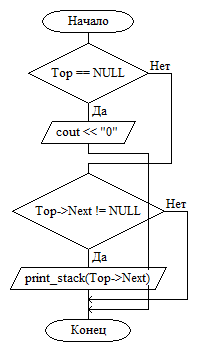 Начало
Top == NULL
Нет
Да
cout << "0"
Top->Next != NULL
Нет
Да
print_stack(Top->Next)
Конец